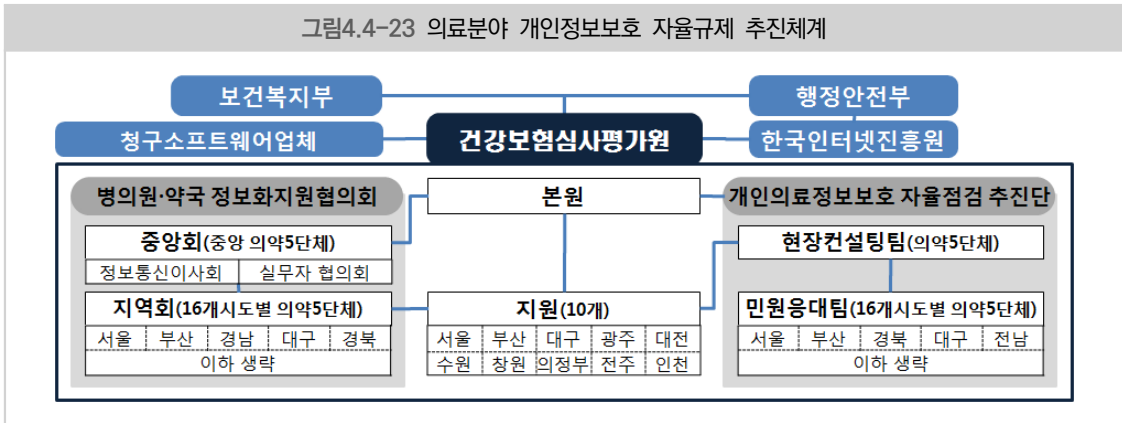 그림4.4-23 의료분야 개인정보보호 자율규제 추진체계
보건복지부
행정안전부
청구소프트웨어업체
건강보험심사평가원
한국인터넷진흥원
병의원·약국 정보화지원협의회
본원
개인의료정보보호 자율점검 추진단
중앙회(중앙 의약5단체)
정보통신이사회
실무자 협의회
현장컨설팅팀(의약5단체)
지역회(16개시도별 의약5단체)
서울 부산 경남 대구 경북
이하 생략
지원(10개)
서울 부산 대구 광주 대전
수원 창원 의정부 전주 인천
민원응대팀(16개시도별 의약5단체)
서울 부산 경북 대구 전남
이하 생략